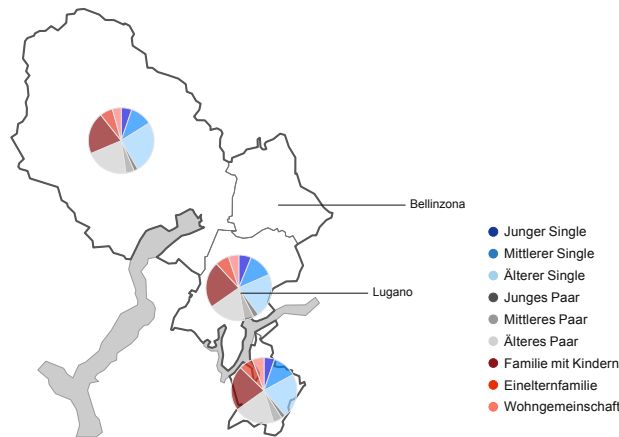 Bellinzona
Lugano
Junger Single
Mittlerer Single
Älterer Single
Junges Paar
Mittleres Paar
Älteres Paar
Familie mit Kindern
Einelternfamilie
Wohngemeinschaft